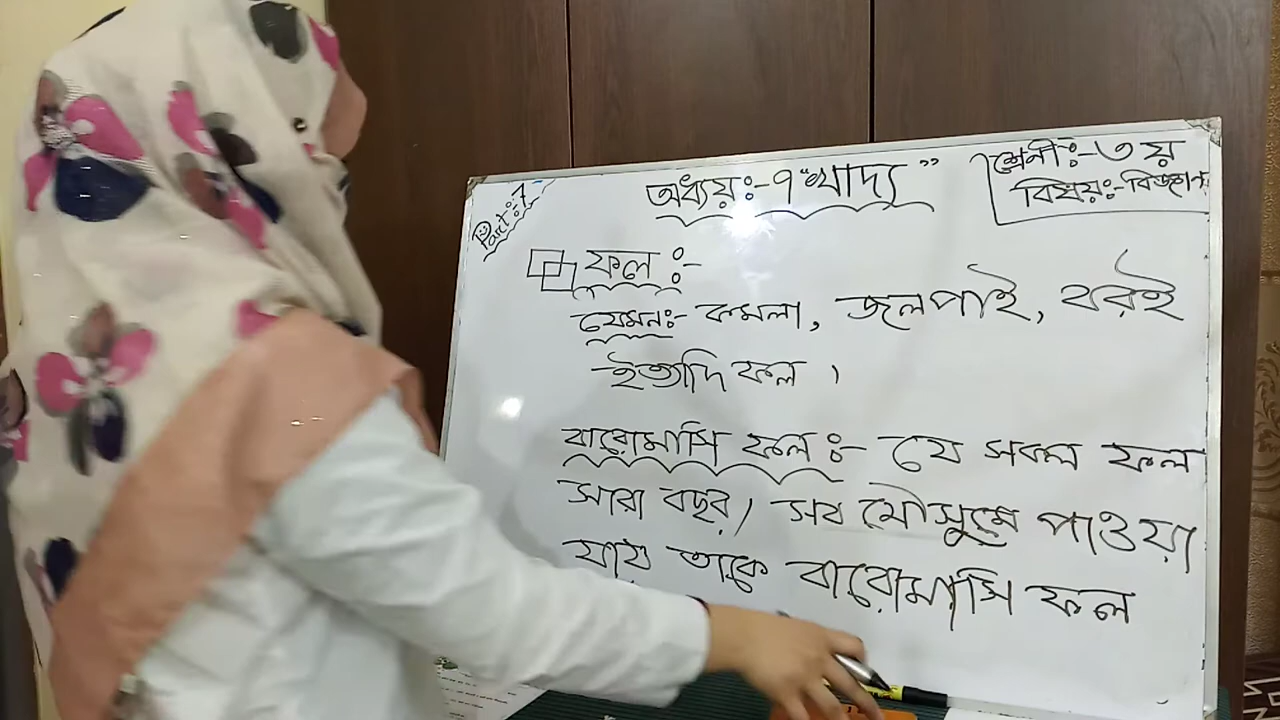 Part:-1
অধ্যয়ঃ-৭ "খাদ্য"
শ্রেনীঃ-৩য়
বিষয়ঃ-বিজ্ঞান
ফলঃ-
যেমনঃ- কমলা, জলপাই, বরই
ইত্যাদি ফল ।
বারোমাসি ফলঃ- যে সকল ফল
সারা বছর/ সব মৌসুমে পাওয়া
যায় তাকে বারোমাসি ফল